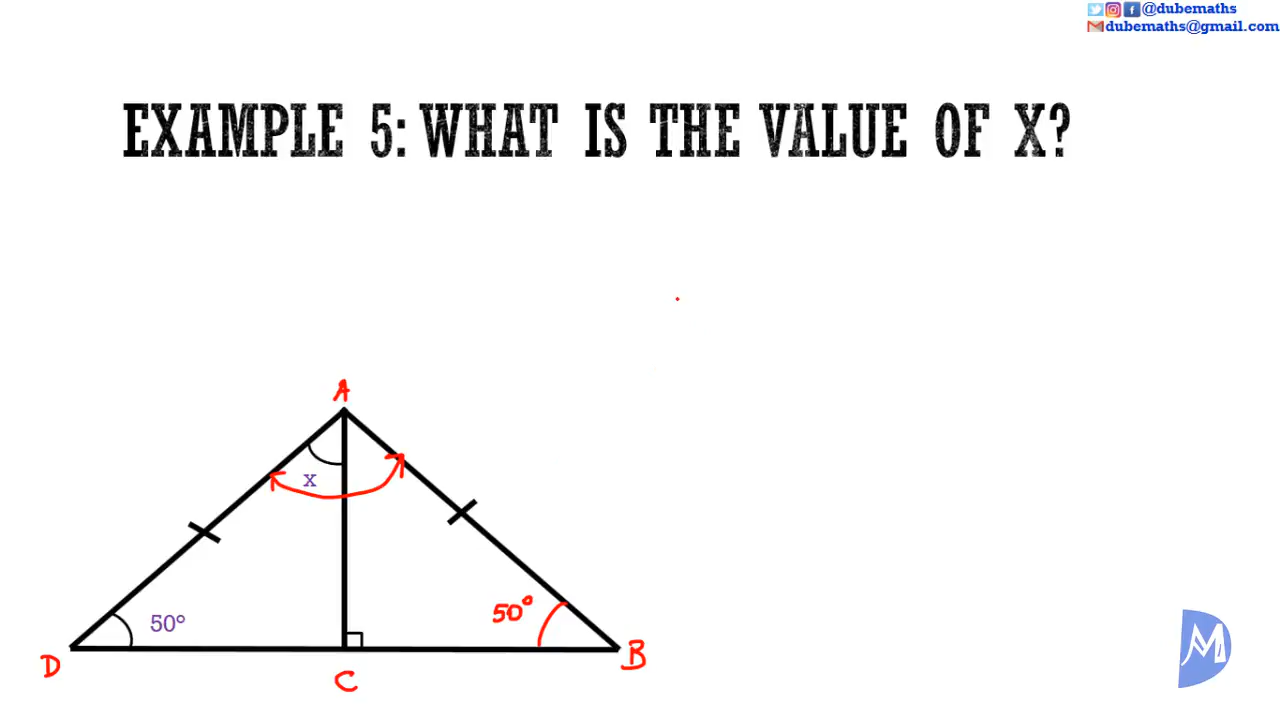 @dubemaths
dubemaths@gmail.com
EXAMPLE 5: WHAT IS THE VALUE OF X?
A
x
50°
50°
D
C
B
M